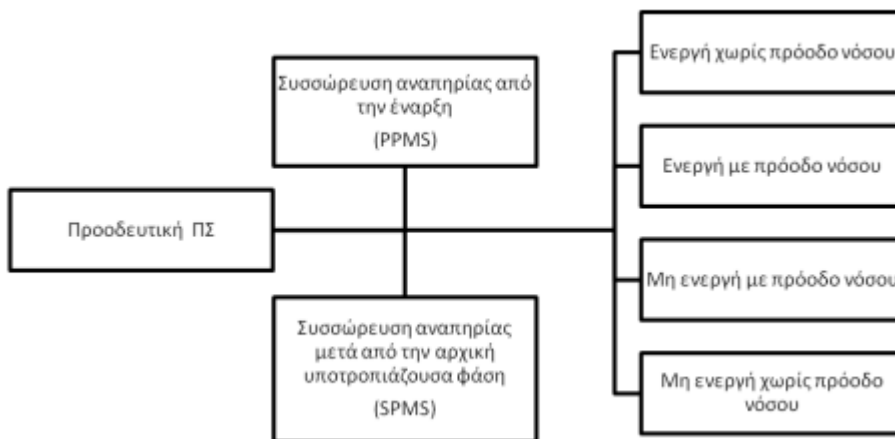 Προοδευτική ΠΣ
Συσσώρευση αναπηρίας από
την έναρξη
(PPMS)
Συσσώρευση αναπηρίας
μετά από την αρχική
υποτροπιάζουσα φάση
(SPMS)
Ενεργή χωρίς πρόοδο νόσου
Ενεργή με πρόοδο νόσου
Μη ενεργή με πρόοδο νόσου
Μη ενεργή χωρίς πρόοδο
νόσου